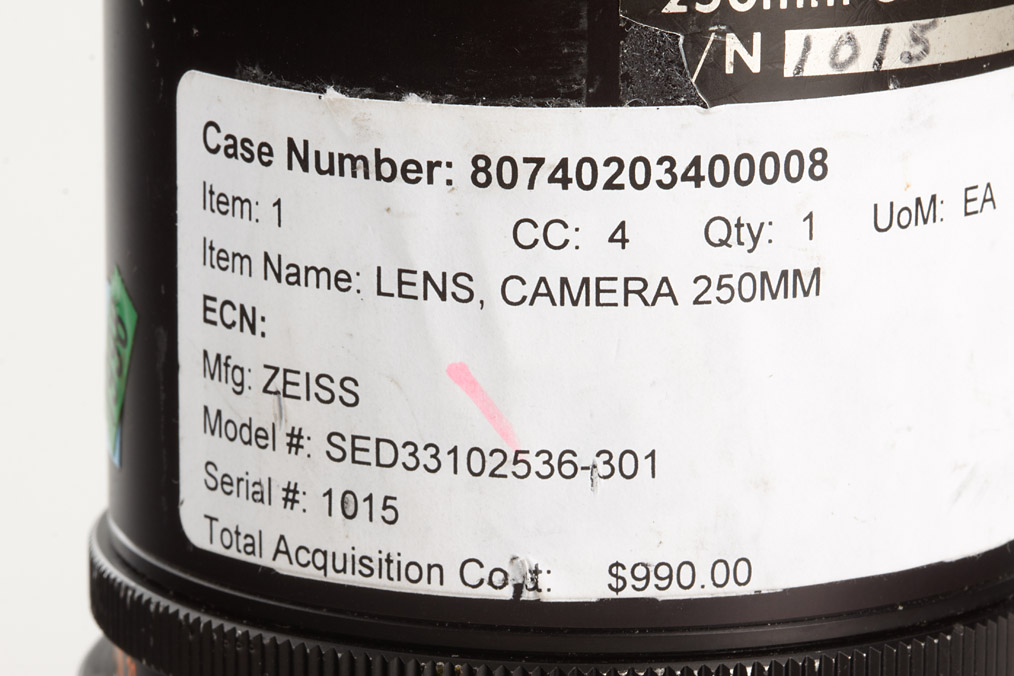 /N 1015
Case Number: 80740203400008
Item: 1 CC: 4 Qty: 1 UoM: EA
Item Name: LENS, CAMERA 250MM
ECN:
Mfg: ZEISS
Model #: SED33102536-301
Serial #: 1015
Total Acquisition Cost: $990.00